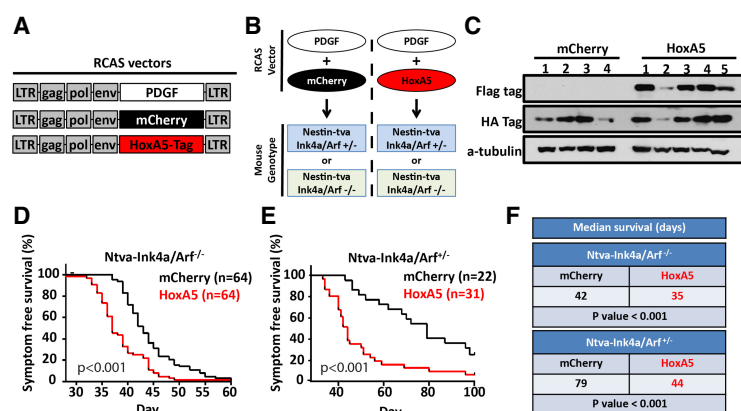 A
RCAS vectors
LTR gag pol env PDGF LTR
LTR gag pol env mCherry LTR
LTR gag pol env HoxA5-Tag LTR
B
RCAS Vector
PDGF PDGF
+ +
mCherry HoxA5
Mouse Genotype
Nestin-tva Nestin-tva
Ink4a/Arf +/- Ink4a/Arf +/-
or or
Nestin-tva Nestin-tva
Ink4a/Arf -/- Ink4a/Arf -/-
C
mCherry HoxA5
1 2 3 4 1 2 3 4 5
Flag tag
HA Tag
a-tubulin
D
Ntva-Ink4a/Arf-/-
Symptom free survival (%)
mCherry (n=64)
HoxA5 (n=64)
100
80
60
40
20
0
p<0.001
30 35 40 45 50 55 60
Day
E
Ntva-Ink4a/Arf+/-
Symptom free survival (%)
mCherry (n=22)
HoxA5 (n=31)
100
80
60
40
20
0
p<0.001
40 60 80 100
Day
F
Median survival (days)
Ntva-Ink4a/Arf-/-
mCherry HoxA5
42 35
P value < 0.001
Ntva-Ink4a/Arf+/-
mCherry HoxA5
79 44
P value < 0.001